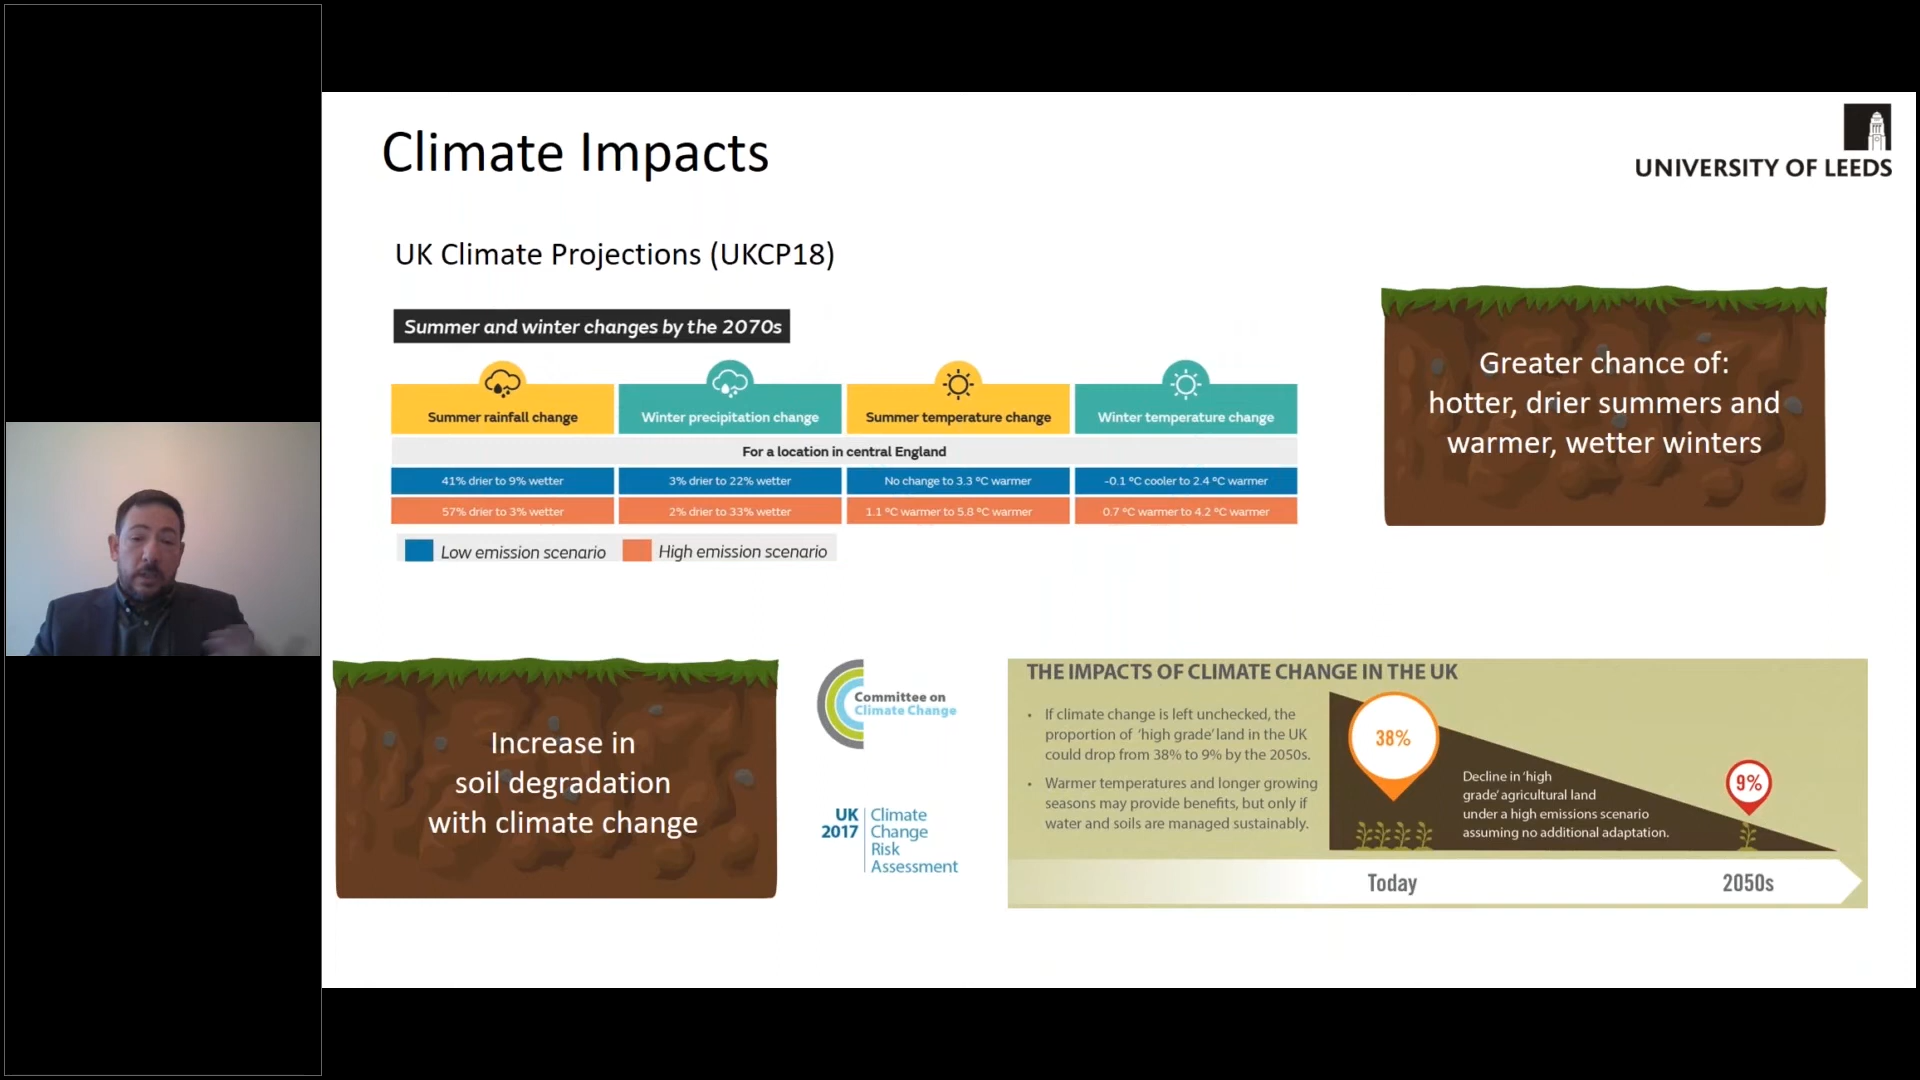 Climate Impacts
UNIVERSITY OF LEEDS
UK Climate Projections (UKCP18)
Summer and winter changes by the 2070s
Summer rainfall change
Winter precipitation change
Summer temperature change
Winter temperature change
For a location in central England
41% drier to 9% wetter
3% drier to 22% wetter
No change to 3.3 ºC warmer
-0.1 ºC cooler to 2.4 ºC warmer
57% drier to 3% wetter
2% drier to 33% wetter
1.1 ºC warmer to 5.8 ºC warmer
0.7 ºC warmer to 4.2 ºC warmer
Low emission scenario
High emission scenario
Greater chance of:
hotter, drier summers and
warmer, wetter winters
Increase in
soil degradation
with climate change
Committee on
Climate Change
UK
2017
Climate
Change
Risk
Assessment
THE IMPACTS OF CLIMATE CHANGE IN THE UK
• If climate change is left unchecked, the
proportion of 'high grade' land in the UK
could drop from 38% to 9% by the 2050s.
• Warmer temperatures and longer growing
seasons may provide benefits, but only if
water and soils are managed sustainably.
38%
Decline in 'high
grade' agricultural land
under a high emissions scenario
assuming no additional adaptation.
9%
Today
2050s